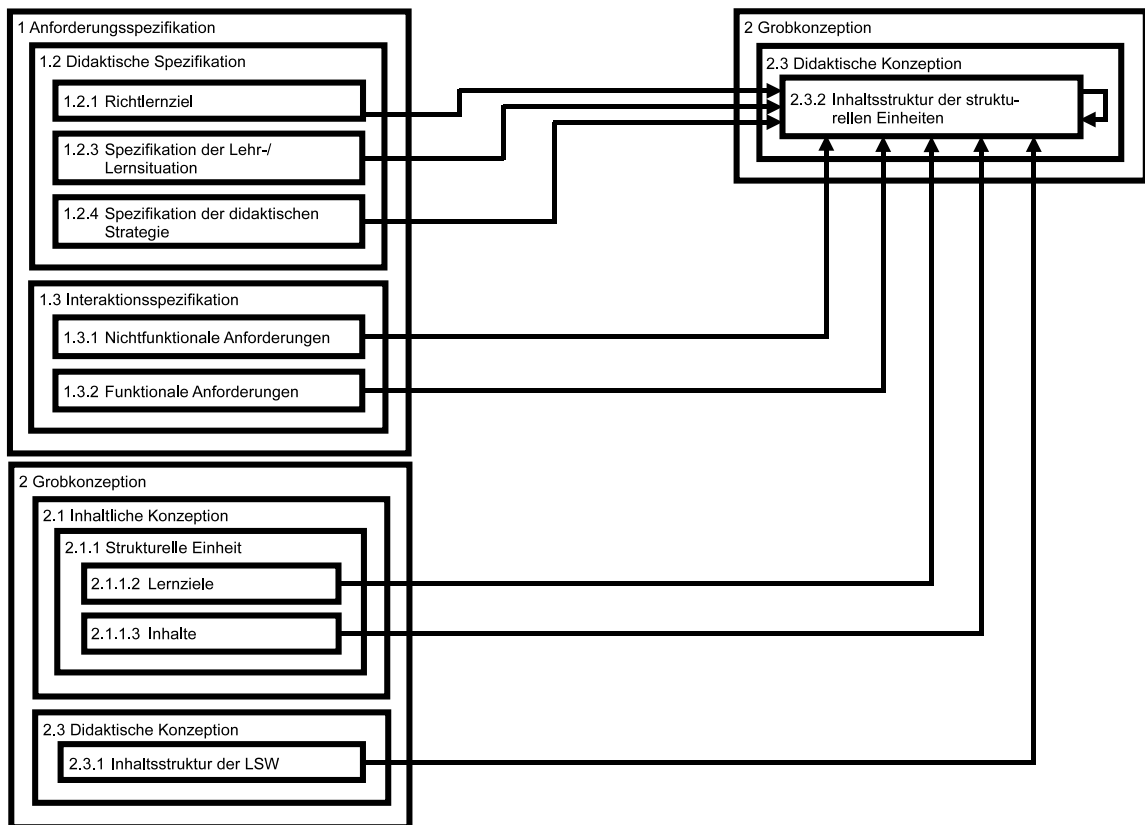 1 Anforderungsspezifikation
1.2 Didaktische Spezifikation
1.2.1 Richtlernziel
1.2.3 Spezifikation der Lehr-/
Lernsituation
1.2.4 Spezifikation der didaktischen
Strategie
1.3 Interaktionsspezifikation
1.3.1 Nichtfunktionale Anforderungen
1.3.2 Funktionale Anforderungen
2 Grobkonzeption
2.1 Inhaltliche Konzeption
2.1.1 Strukturelle Einheit
2.1.1.2 Lernziele
2.1.1.3 Inhalte
2.3 Didaktische Konzeption
2.3.1 Inhaltsstruktur der LSW
2 Grobkonzeption
2.3 Didaktische Konzeption
2.3.2 Inhaltsstruktur der struktu-
rellen Einheiten